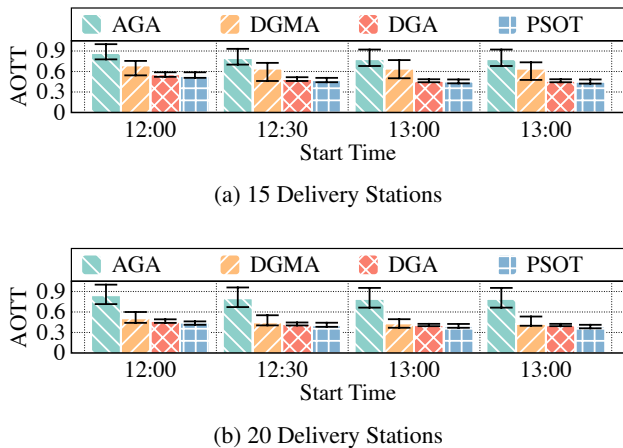 AGA DGMA DGA PSOT
AOTT
0.9
0.6
0.3
0
12:00 12:30 13:00 13:00
Start Time
(a) 15 Delivery Stations
AGA DGMA DGA PSOT
AOTT
0.9
0.6
0.3
0
12:00 12:30 13:00 13:00
Start Time
(b) 20 Delivery Stations